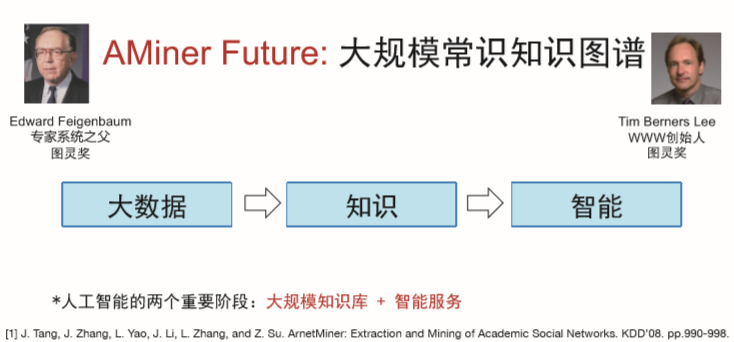 AMiner Future: 大规模常识知识图谱
Edward Feigenbaum
专家系统之父
图灵奖
Tim Berners Lee
WWW创始人
图灵奖
大数据
知识
智能
*人工智能的两个重要阶段：大规模知识库 + 智能服务
[1] J. Tang, J. Zhang, L. Yao, J. Li, L. Zhang, and Z. Su. ArnetMiner: Extraction and Mining of Academic Social Networks. KDD'08. pp.990-998.